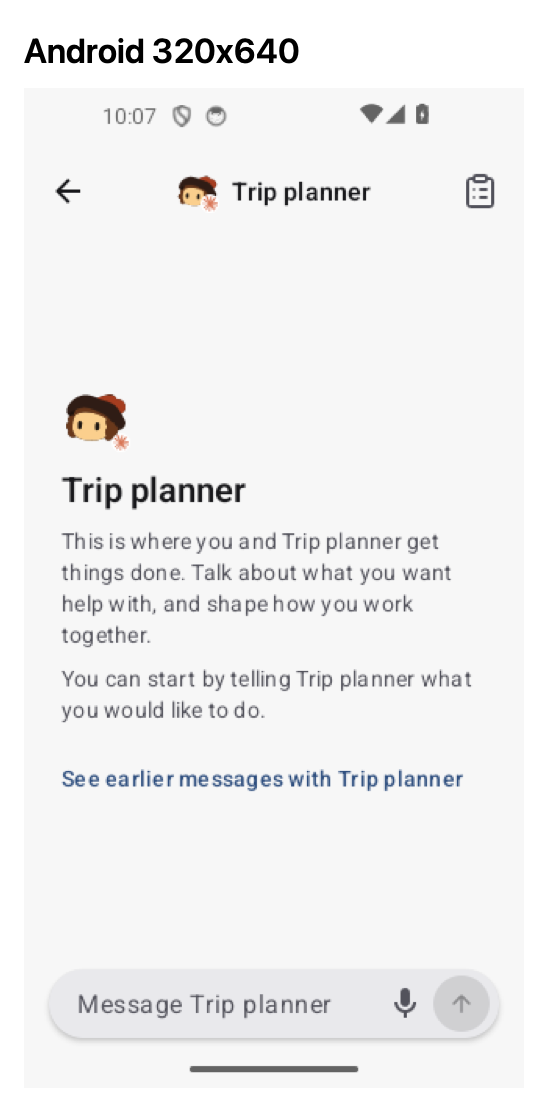 Android 320x640
10:07
Trip planner
Trip planner
This is where you and Trip planner get
things done. Talk about what you want
help with, and shape how you work
together.
You can start by telling Trip planner what
you would like to do.
See earlier messages with Trip planner
Message Trip planner